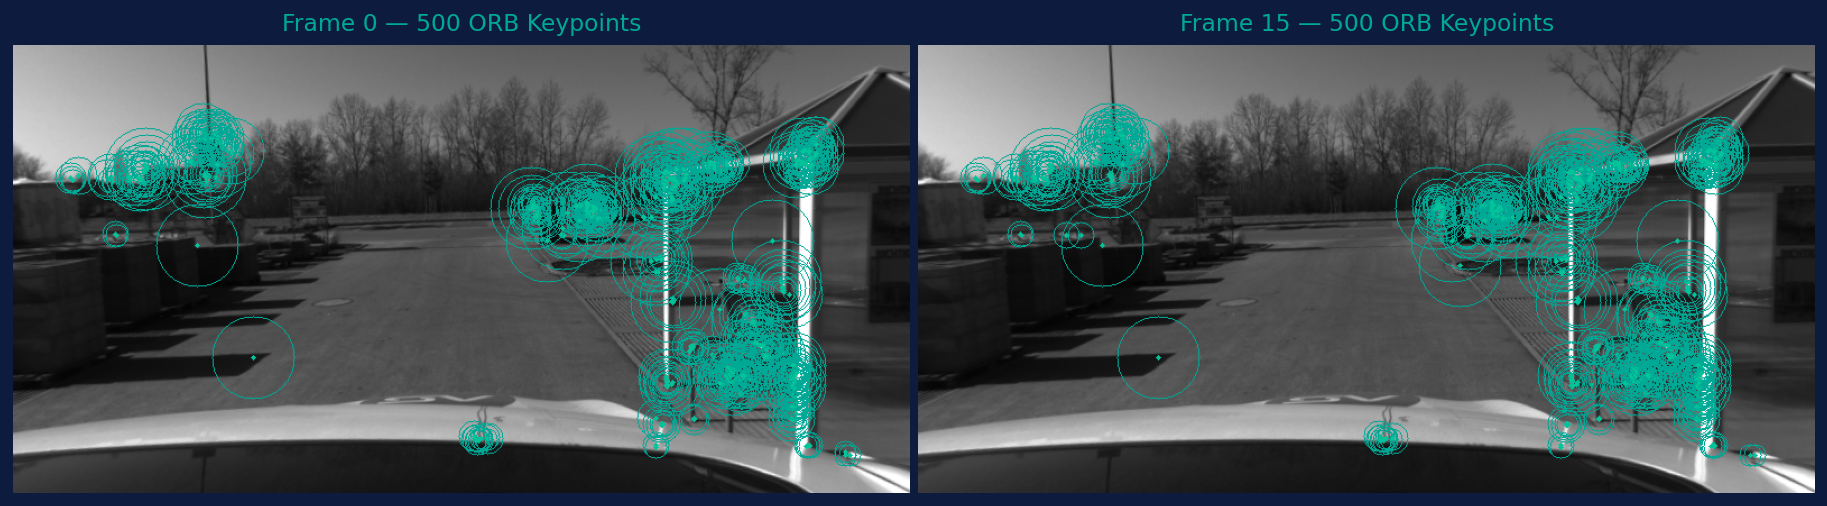 Frame 0 — 500 ORB Keypoints
Frame 15 — 500 ORB Keypoints